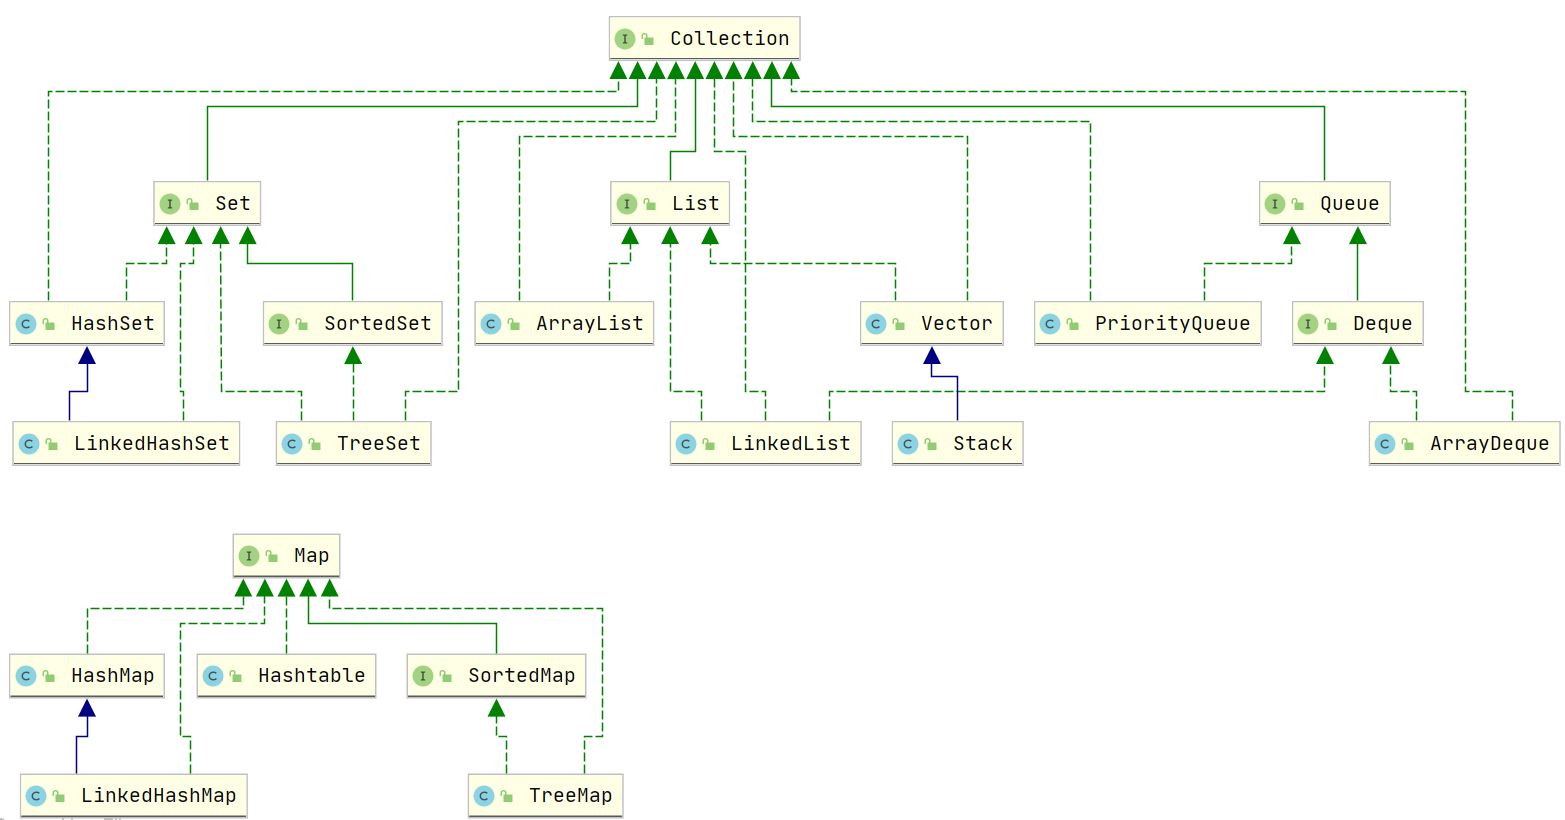 Collection
Set
List
Queue
HashSet
SortedSet
ArrayList
Vector
PriorityQueue
Deque
LinkedHashSet
TreeSet
LinkedList
Stack
ArrayDeque
Map
HashMap
Hashtable
SortedMap
LinkedHashMap
TreeMap